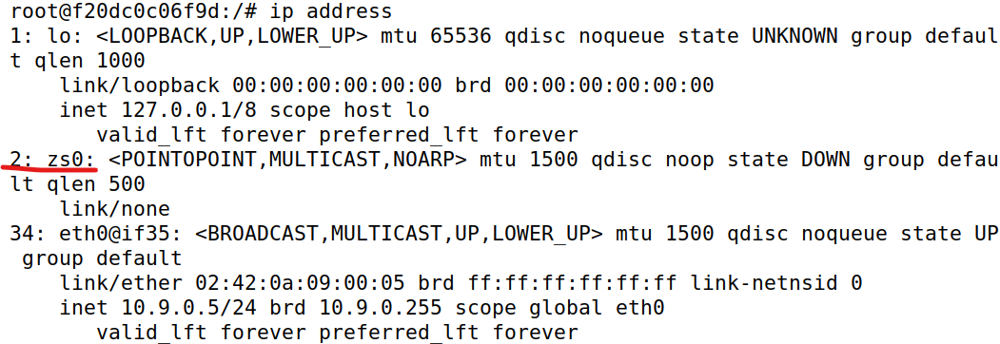 root@f20dc0c06f9d:/# ip address
1: lo: <LOOPBACK,UP,LOWER_UP> mtu 65536 qdisc noqueue state UNKNOWN group defaul
t qlen 1000
    link/loopback 00:00:00:00:00:00 brd 00:00:00:00:00:00
    inet 127.0.0.1/8 scope host lo
       valid_lft forever preferred_lft forever
2: zs0: <POINTOPOINT,MULTICAST,NOARP> mtu 1500 qdisc noop state DOWN group defau
lt qlen 500
    link/none
34: eth0@if35: <BROADCAST,MULTICAST,UP,LOWER_UP> mtu 1500 qdisc noqueue state UP
 group default
    link/ether 02:42:0a:09:00:05 brd ff:ff:ff:ff:ff:ff link-netnsid 0
    inet 10.9.0.5/24 brd 10.9.0.255 scope global eth0
       valid_lft forever preferred_lft forever